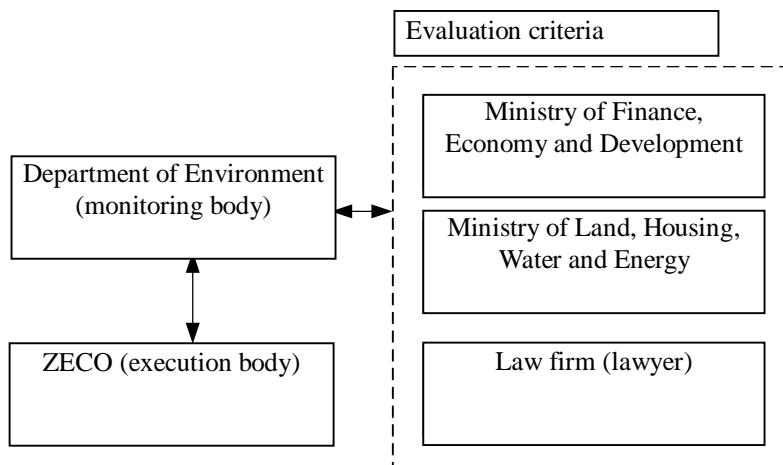 Evaluation criteria
Ministry of Finance,
Economy and Development
Department of Environment
(monitoring body)
Ministry of Land, Housing,
Water and Energy
ZECO (execution body)
Law firm (lawyer)